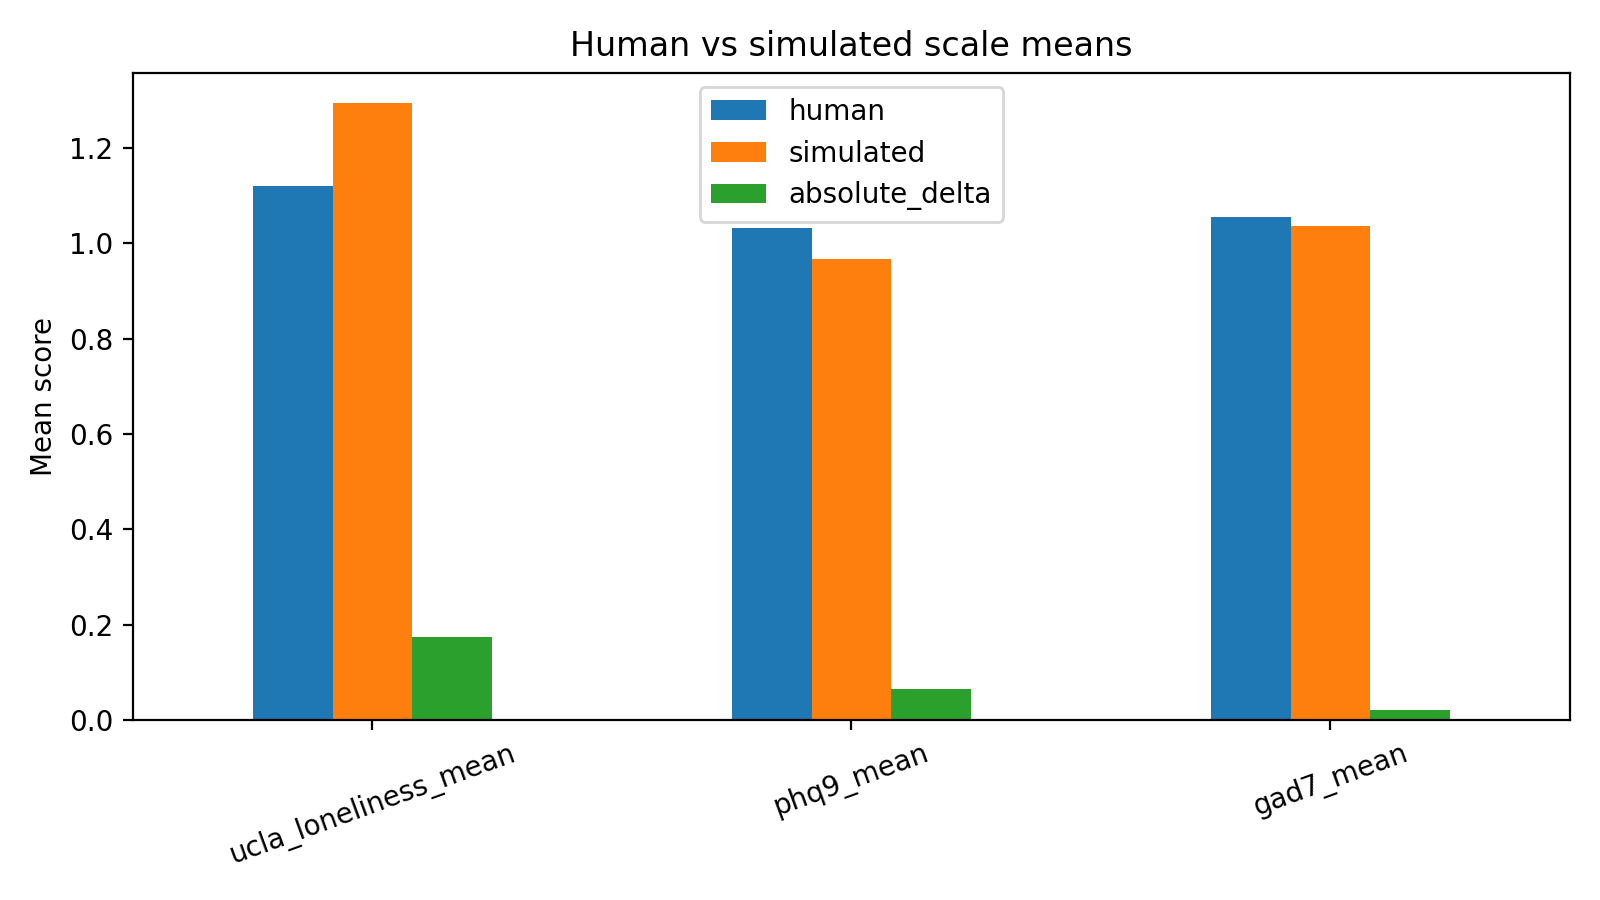 Human vs simulated scale means
human
simulated
absolute_delta
Mean score
1.2
1.0
0.8
0.6
0.4
0.2
0.0
ucla_loneliness_mean
phq9_mean
gad7_mean